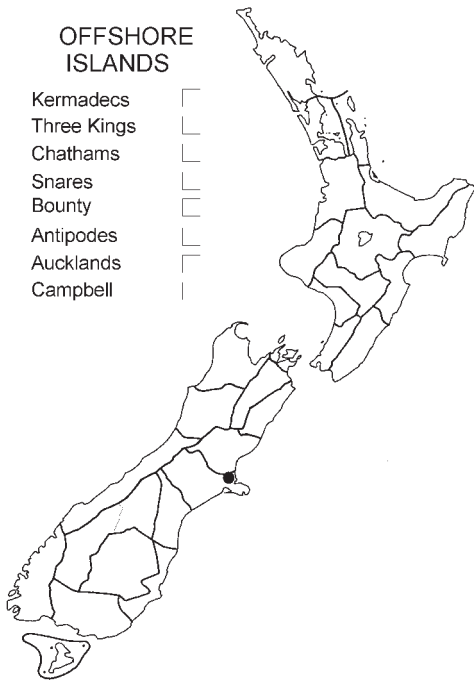 OFFSHORE
ISLANDS
Kermadecs
Three Kings
Chathams
Snares
Bounty
Antipodes
Aucklands
Campbell